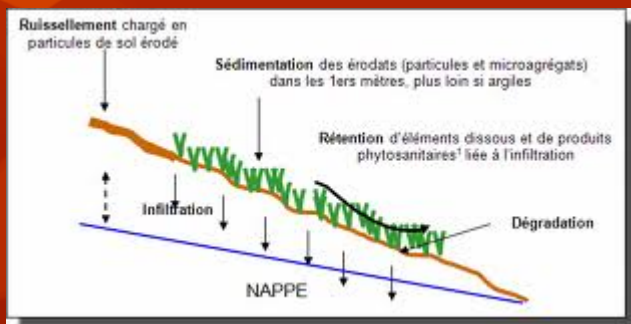 Ruissellement chargé en
particules de sol érodé
Sédimentation des érodats (particules et microagrégats)
dans les 1ers mètres, plus loin si argiles
Rétention d'éléments dissous et de produits
phytosanitaires¹ liée à l'infiltration
Infiltration
Dégradation
NAPPE